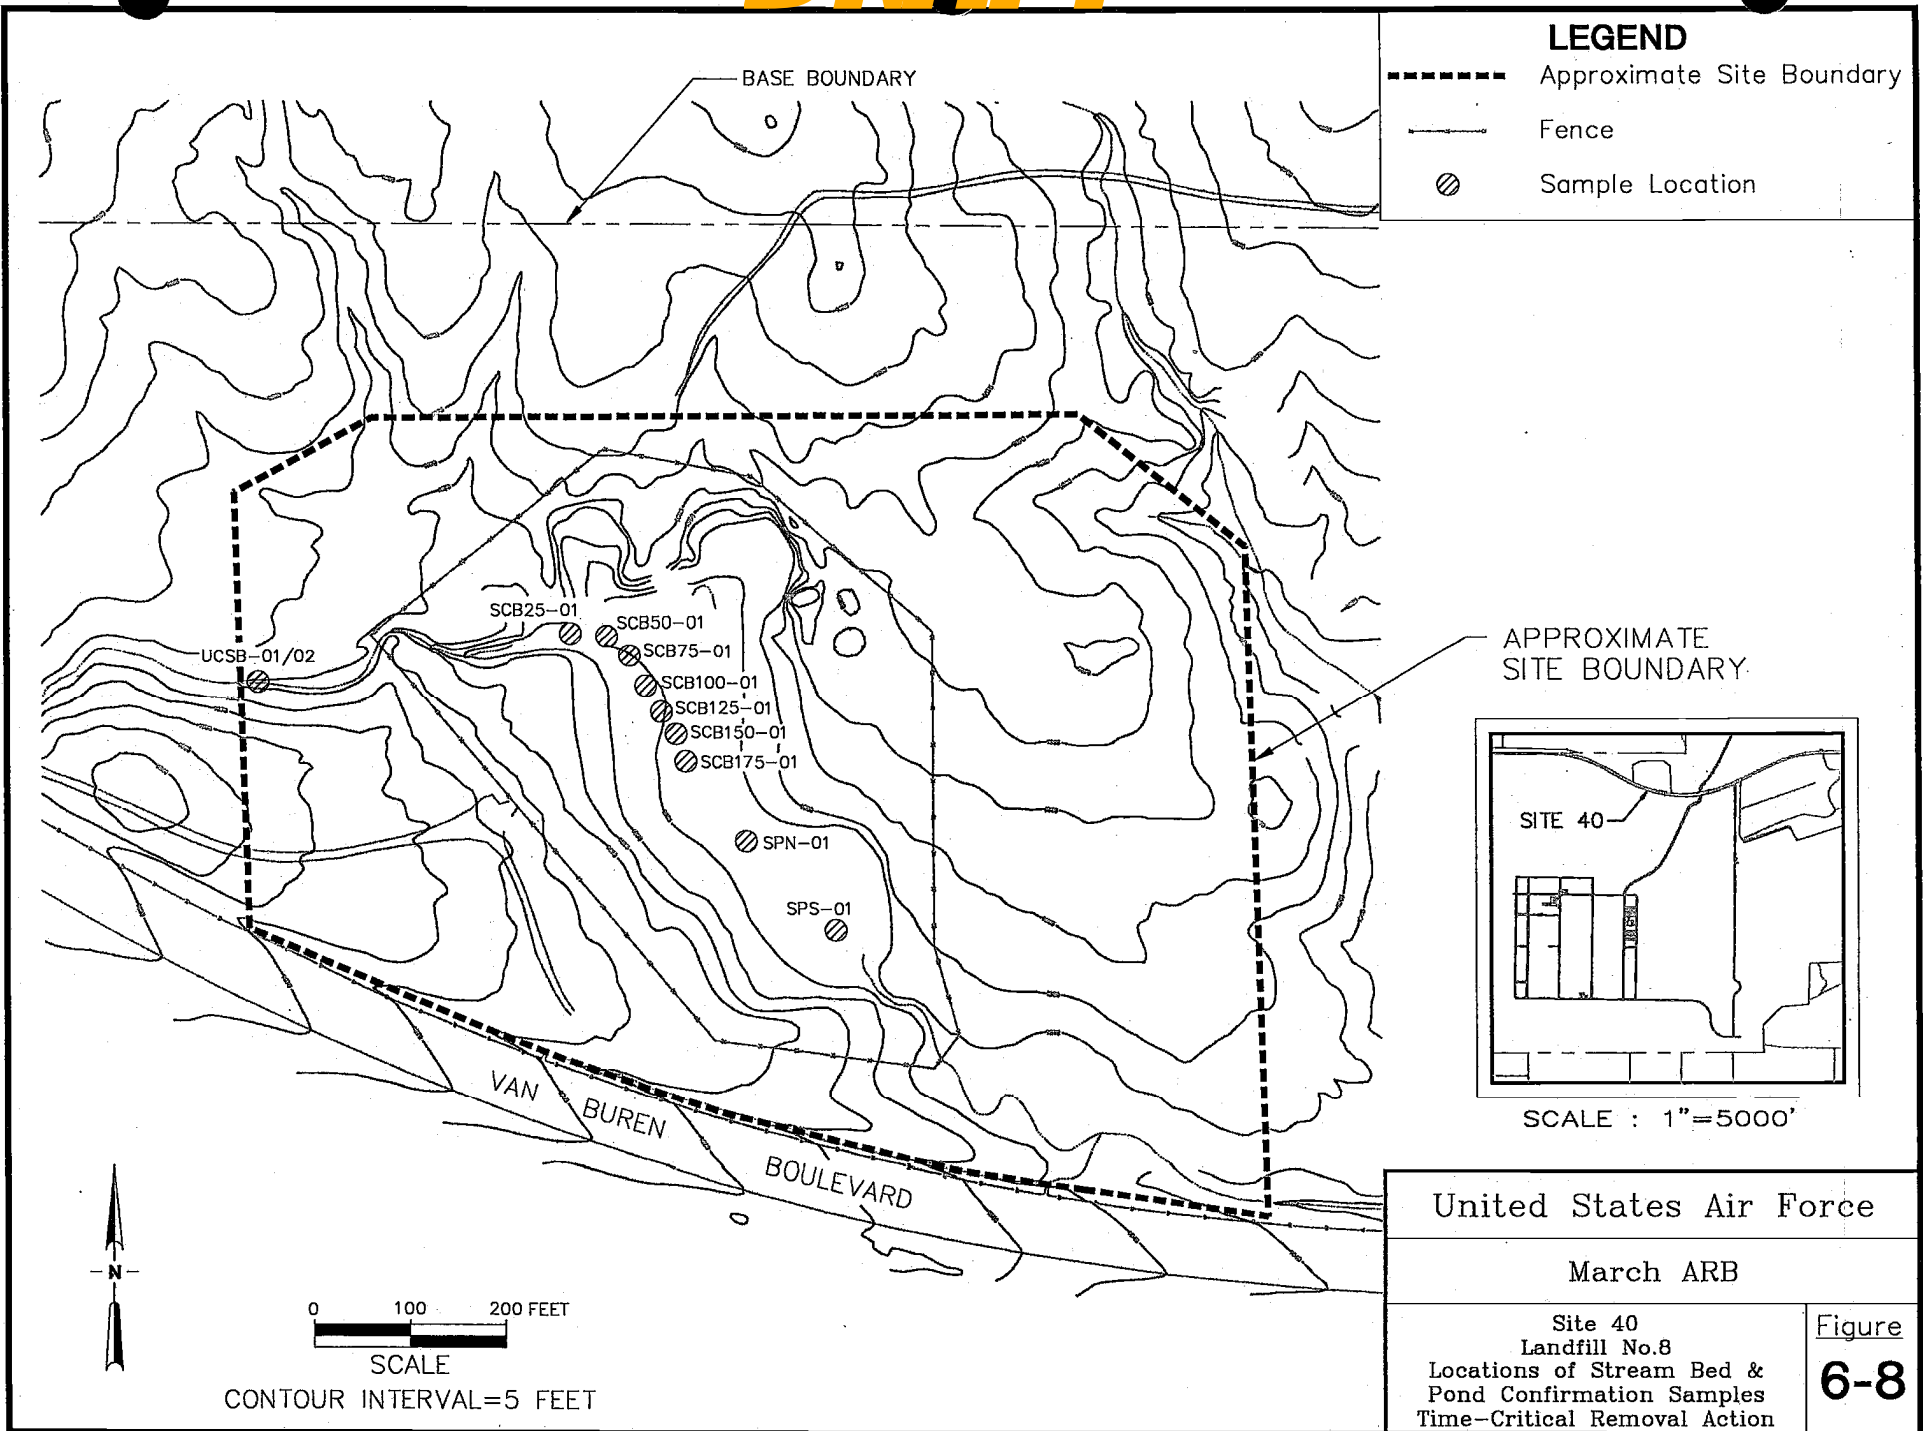 DRAFT
LEGEND
Approximate Site Boundary
Fence
Sample Location
BASE BOUNDARY
SCB25-01
SCB50-01
SCB75-01
UCSB-01/02
SCB100-01
SCB125-01
SCB150-01
SCB175-01
SPN-01
SPS-01
APPROXIMATE
SITE BOUNDARY
SITE 40
SCALE : 1"=5000'
VAN BUREN BOULEVARD
N
0 100 200 FEET
SCALE
CONTOUR INTERVAL=5 FEET
United States Air Force
March ARB
Site 40
Landfill No.8
Locations of Stream Bed &
Pond Confirmation Samples
Time-Critical Removal Action
Figure
6-8